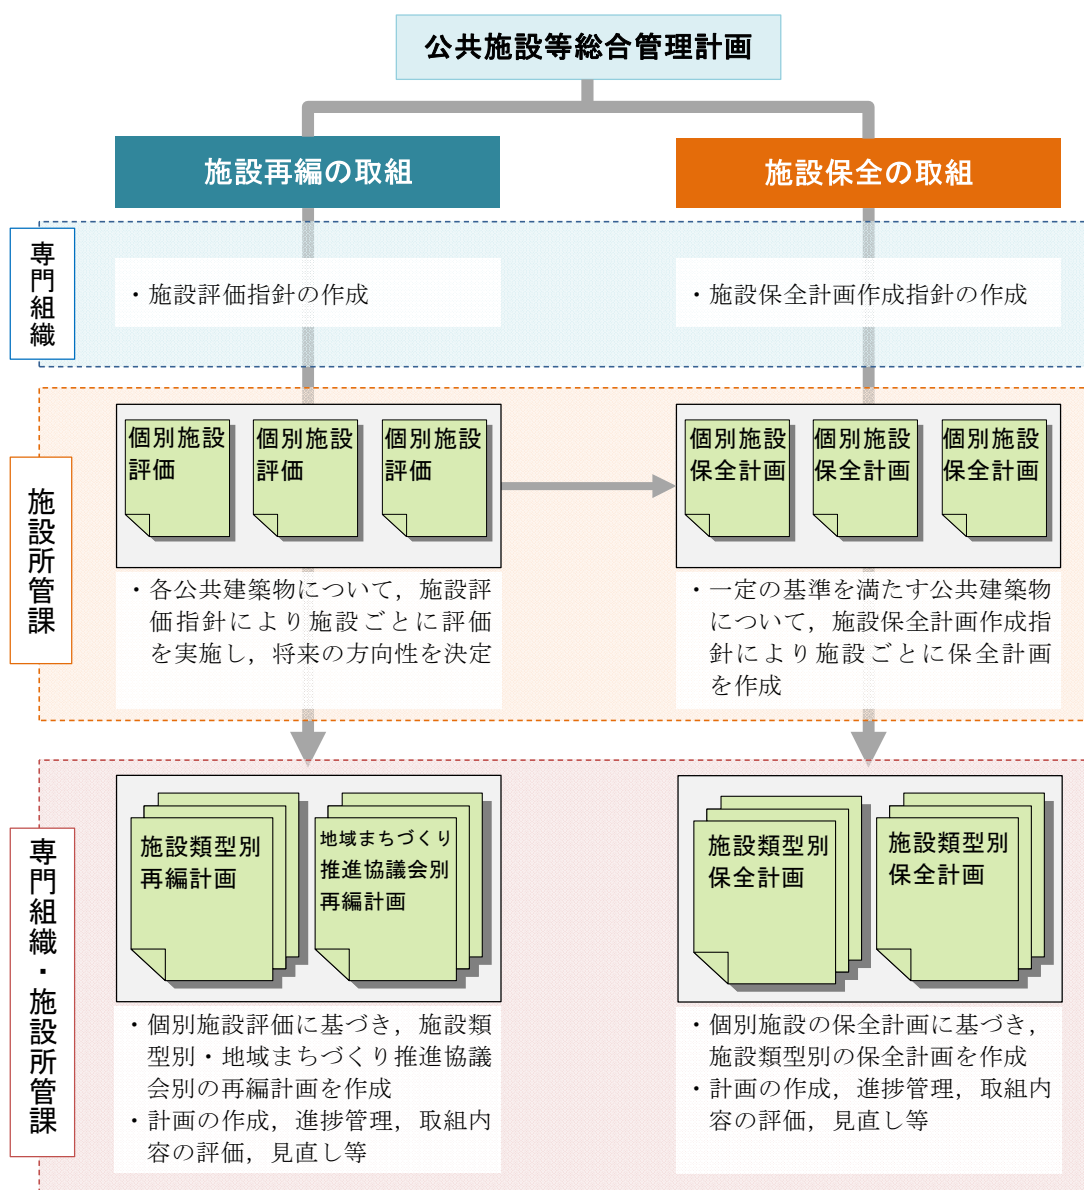 公共施設等総合管理計画
施設再編の取組
施設保全の取組
専門組織
・施設評価指針の作成
・施設保全計画作成指針の作成
施設所管課
個別施設
評価
個別施設
評価
個別施設
評価
個別施設
保全計画
個別施設
保全計画
個別施設
保全計画
・各公共建築物について，施設評
価指針により施設ごとに評価
を実施し，将来の方向性を決定
・一定の基準を満たす公共建築物
について，施設保全計画作成指
針により施設ごとに保全計画
を作成
専門組織・施設所管課
施設類型別
再編計画
地域まちづくり
推進協議会別
再編計画
施設類型別
保全計画
施設類型別
保全計画
・個別施設評価に基づき，施設類
型別・地域まちづくり推進協議
会別の再編計画を作成
・計画の作成，進捗管理，取組内
容の評価，見直し等
・個別施設の保全計画に基づき，
施設類型別の保全計画を作成
・計画の作成，進捗管理，取組内
容の評価，見直し等